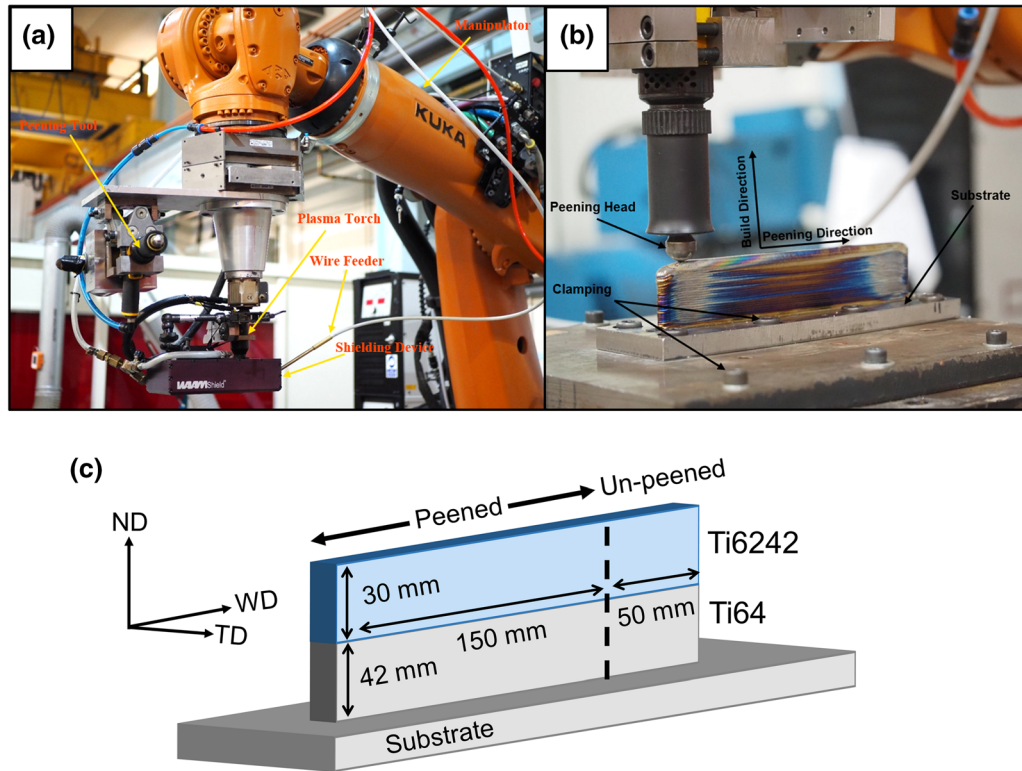 (a)
Manipulator
KUKA
Peening Tool
Plasma Torch
Wire Feeder
Shielding Device
WAAMShield
(b)
Build Direction
Peening Direction
Peening Head
Substrate
Clamping
(c)
ND
WD
TD
Peened
Un-peened
Ti6242
30 mm
150 mm
50 mm
Ti64
42 mm
Substrate